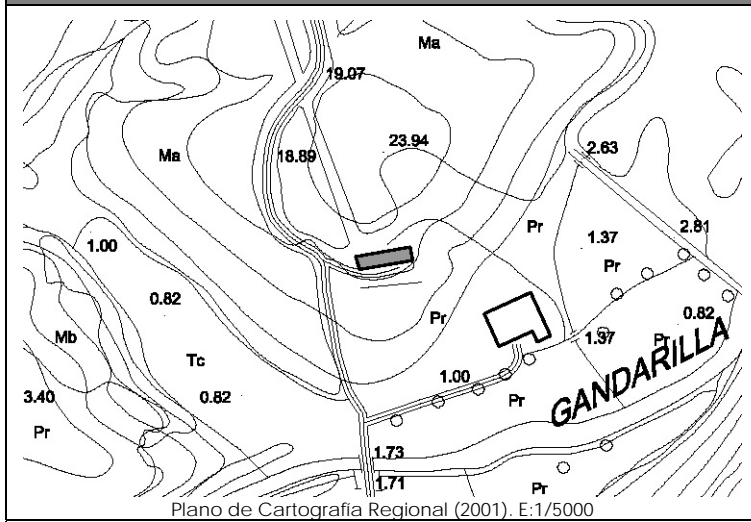 Ma
19.07
18.89
23.94
Ma
2.63
Pr
2.81
1.00
1.37
Pr
0.82
0.82
Pr
Mb
1.37
Pr
Tc
GANDARILLA
1.00
3.40
0.82
Pr
Pr
1.73
1.71
Pr
Plano de Cartografía Regional (2001). E:1/5000